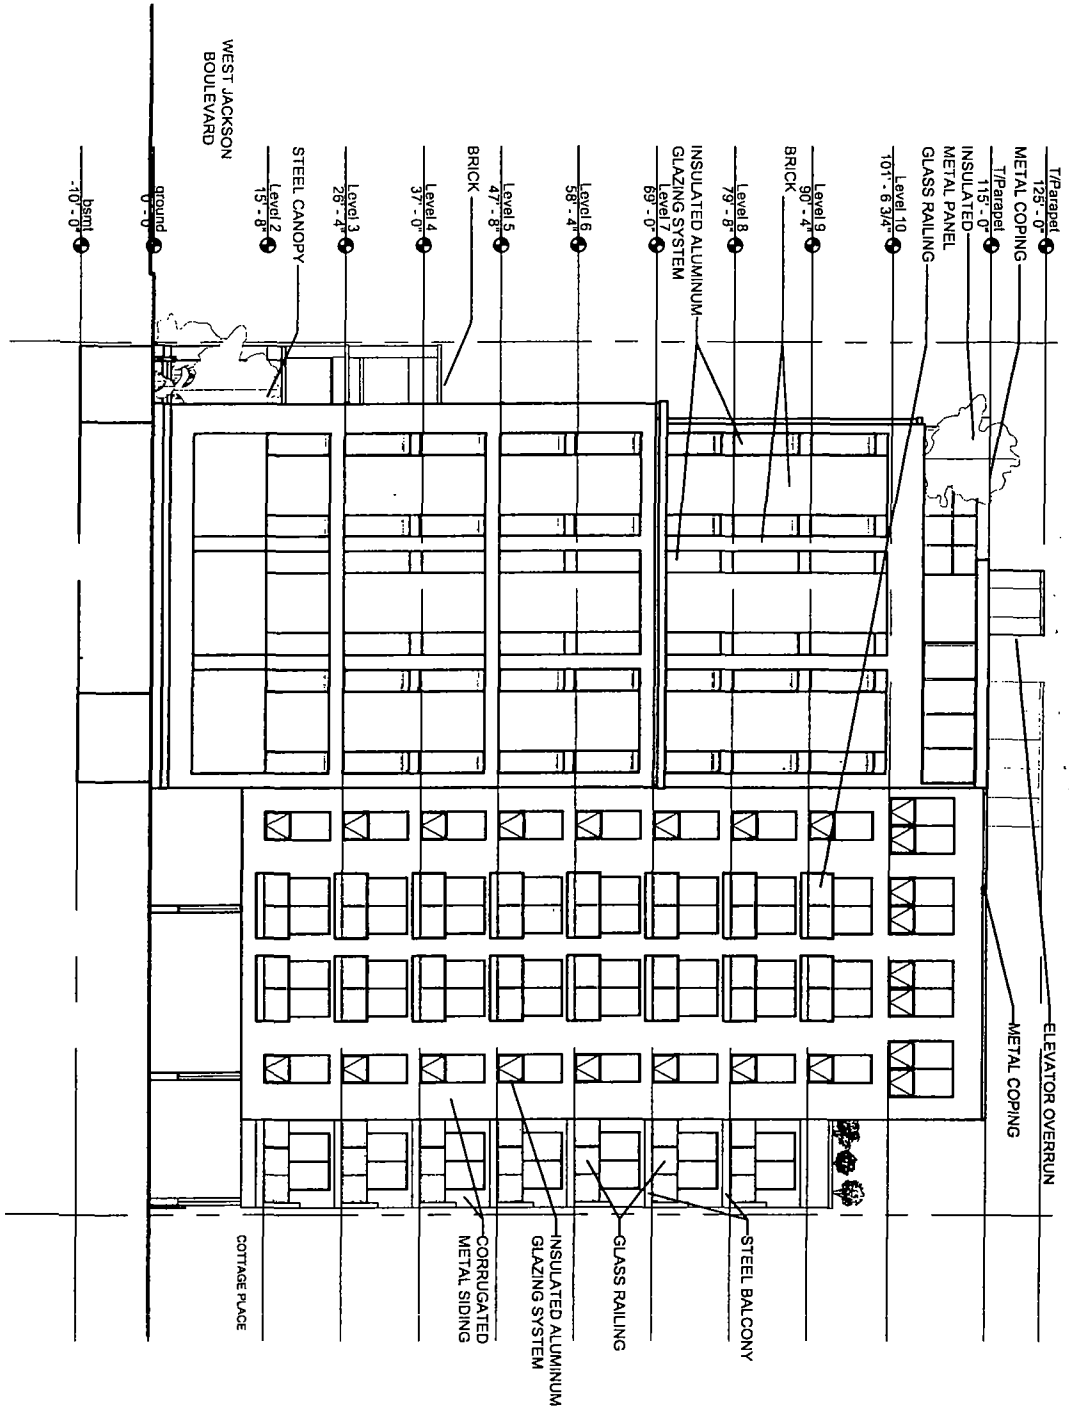 T/Parapet
125' - 0"
METAL COPING
T/Parapet
115' - 0"
INSULATED
METAL PANEL
GLASS RAILING
Level 10
101' - 6 3/4"
Level 9
90' - 4"
BRICK
Level 8
79' - 8"
INSULATED ALUMINUM
GLAZING SYSTEM
Level 7
69' - 0"
Level 6
58' - 4"
Level 5
47' - 8"
BRICK
Level 4
37' - 0"
Level 3
26' - 4"
STEEL CANOPY
Level 2
15' - 8"
WEST JACKSON
BOULEVARD
ground
0' - 0"
bsmt
-10' - 0"
ELEVATOR OVERRUN
METAL COPING
STEEL BALCONY
GLASS RAILING
INSULATED ALUMINUM
GLAZING SYSTEM
CORRUGATED
METAL SIDING
COTTAGE PLACE